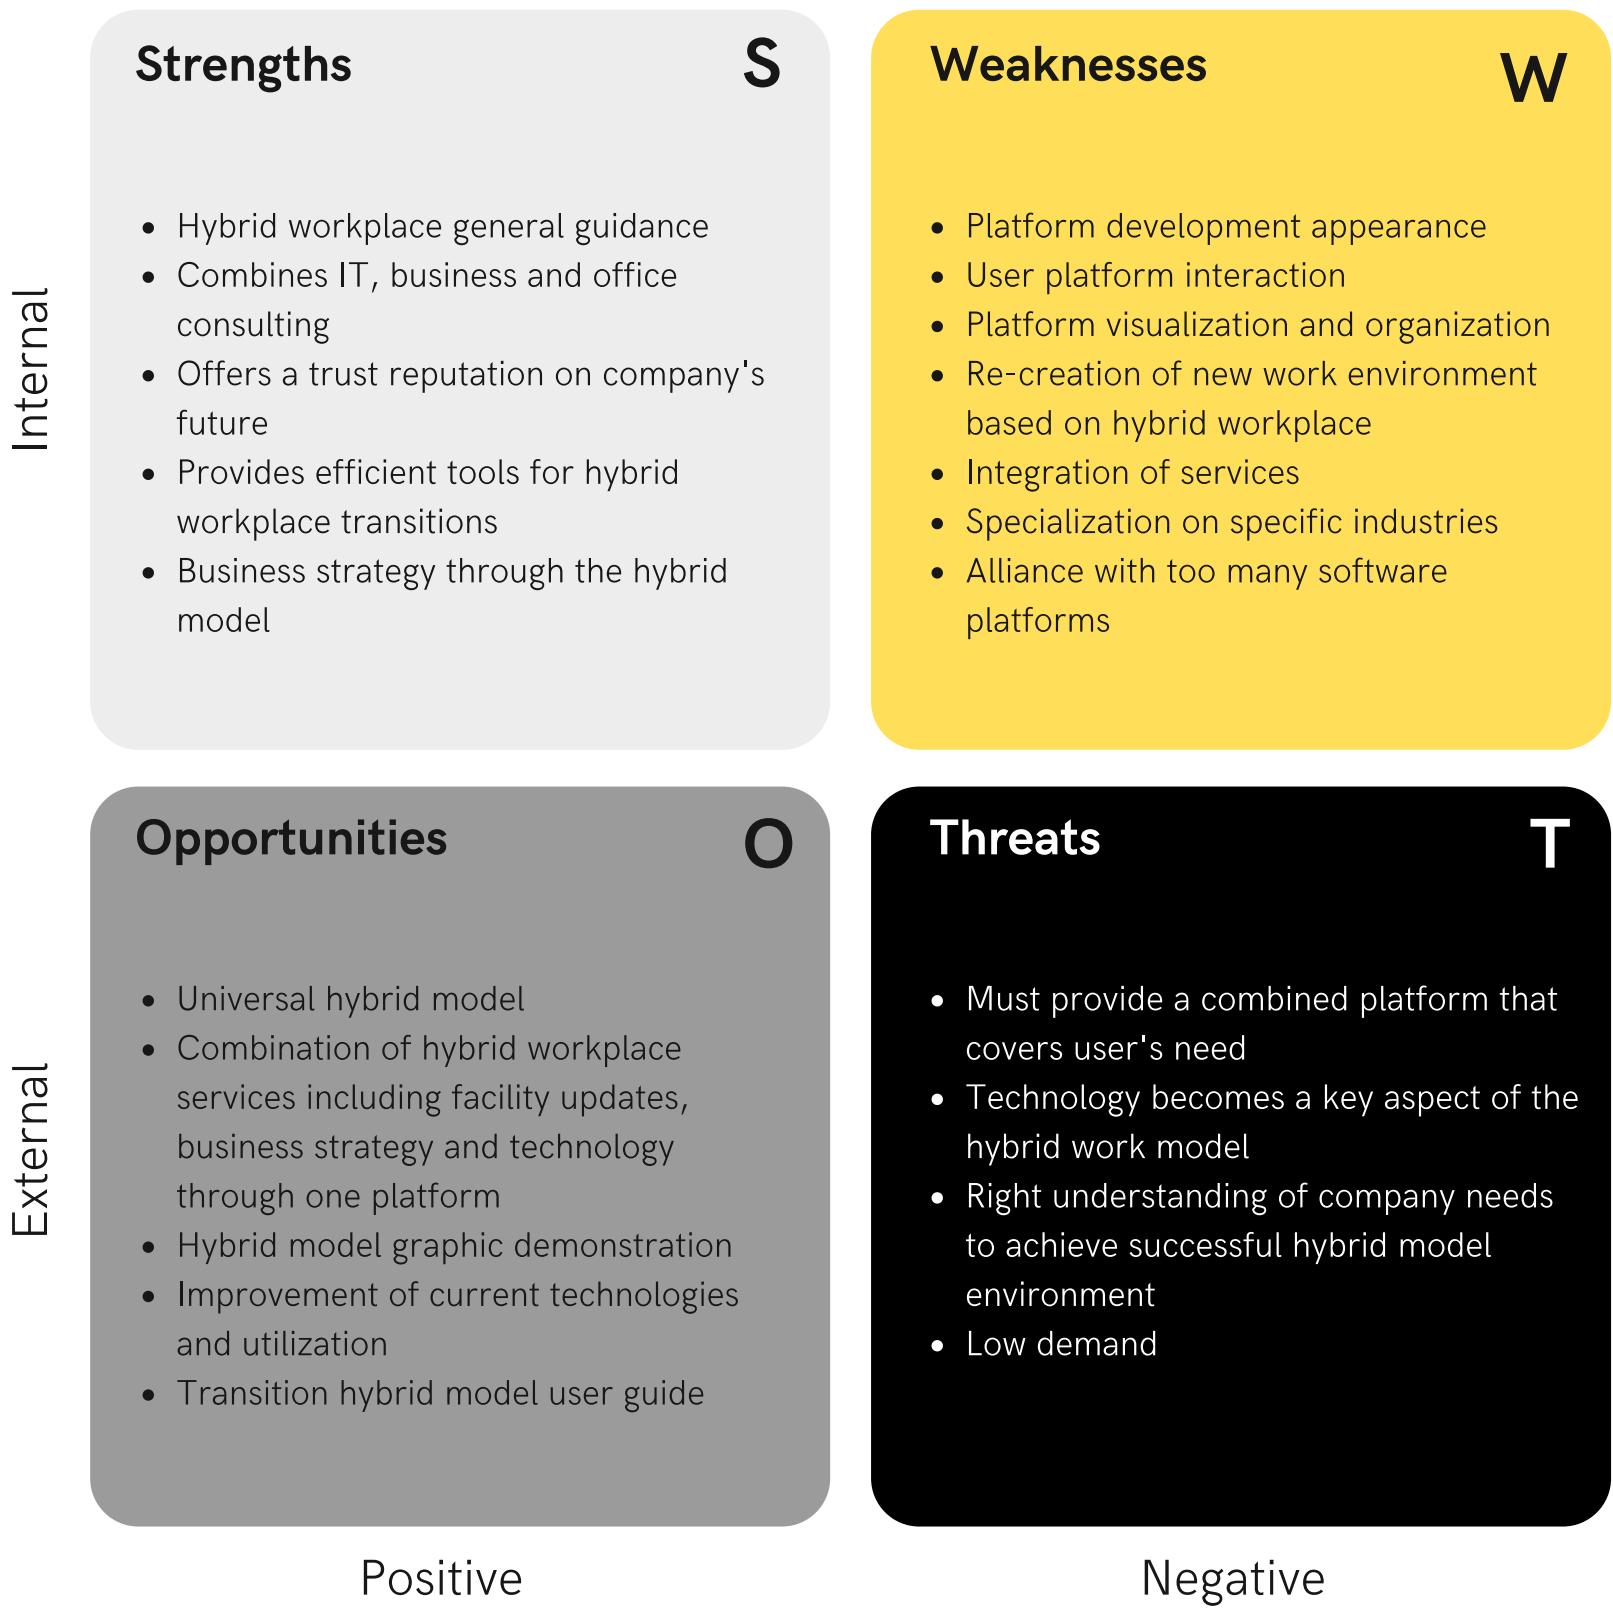 Strengths
S
Hybrid workplace general guidance
Combines IT, business and office
consulting
Offers a trust reputation on company's
future
Provides efficient tools for hybrid
workplace transitions
Business strategy through the hybrid
model
Weaknesses
W
Platform development appearance
User platform interaction
Platform visualization and organization
Re-creation of new work environment
based on hybrid workplace
Integration of services
Specialization on specific industries
Alliance with too many software
platforms
Internal
Opportunities
O
Universal hybrid model
Combination of hybrid workplace
services including facility updates,
business strategy and technology
through one platform
Hybrid model graphic demonstration
Improvement of current technologies
and utilization
Transition hybrid model user guide
Threats
T
Must provide a combined platform that
covers user's need
Technology becomes a key aspect of the
hybrid work model
Right understanding of company needs
to achieve successful hybrid model
environment
Low demand
External
Positive
Negative